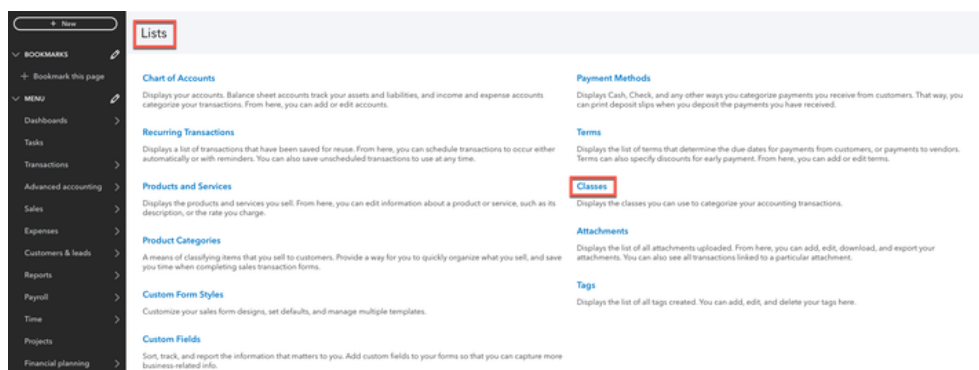 + New
BOOKMARKS
+ Bookmark this page
MENU
Dashboards
Tasks
Transactions
Advanced accounting
Sales
Expenses
Customers & leads
Reports
Payroll
Time
Projects
Financial planning
Lists
Chart of Accounts
Displays your accounts. Balance sheet accounts track your assets and liabilities, and income and expense accounts
categorize your transactions. From here, you can add or edit accounts.
Recurring Transactions
Displays a list of transactions that have been saved for reuse. From here, you can schedule transactions to occur either
automatically or with reminders. You can also save unscheduled transactions to use at any time.
Products and Services
Displays the products and services you sell. From here, you can edit information about a product or service, such as its
description, or the rate you charge.
Product Categories
A means of classifying items that you sell to customers. Provide a way for you to quickly organize what you sell, and save
you time when completing sales transaction forms.
Custom Form Styles
Customize your sales form designs, set defaults, and manage multiple templates.
Custom Fields
Sort, track, and report the information that matters to you. Add custom fields to your forms so that you can capture more
business-related info.
Payment Methods
Displays Cash, Check, and any other ways you categorize payments you receive from customers. That way, you
can print deposit slips when you deposit the payments you have received.
Terms
Displays the list of terms that determine the due dates for payments from customers, or payments to vendors.
Terms can also specify discounts for early payment. From here, you can add or edit terms.
Classes
Displays the classes you can use to categorize your accounting transactions.
Attachments
Displays the list of all attachments uploaded. From here, you can add, edit, download, and export your
attachments. You can also see all transactions linked to a particular attachment.
Tags
Displays the list of all tags created. You can add, edit, and delete your tags here.